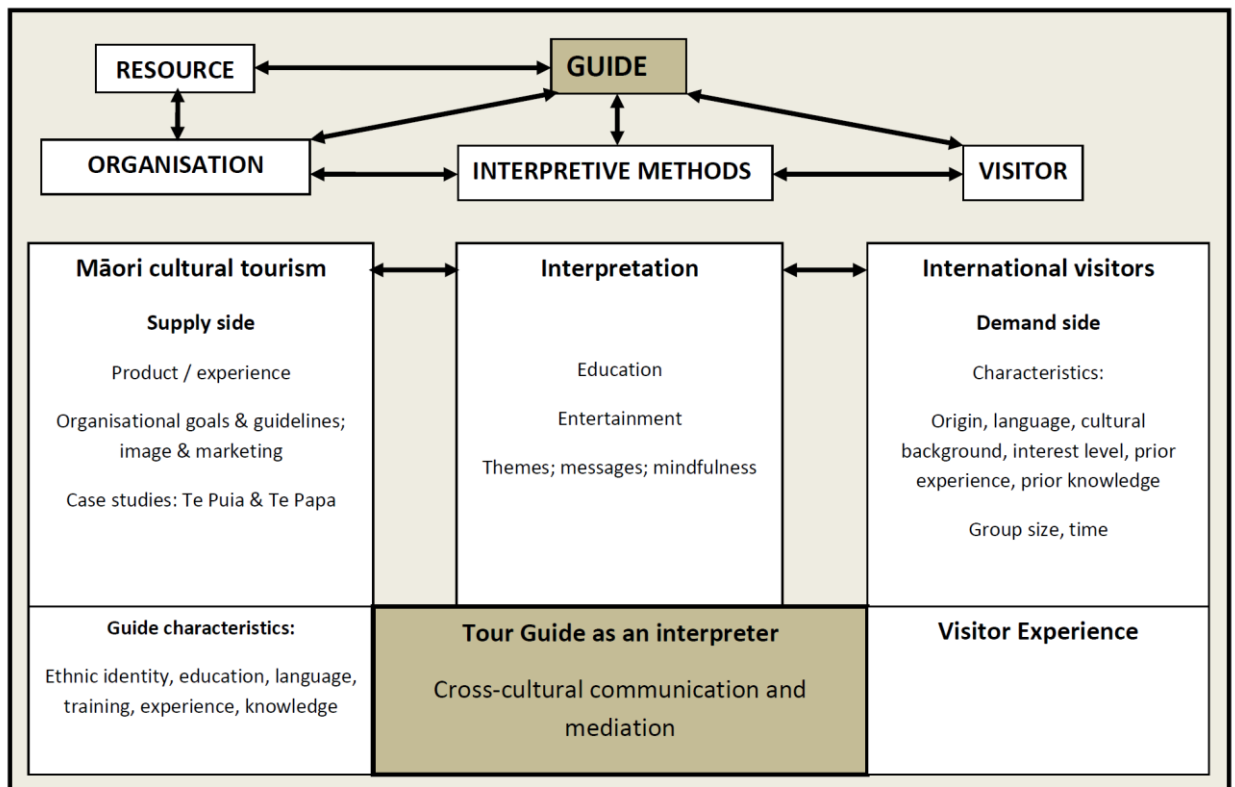 RESOURCE
GUIDE
ORGANISATION
INTERPRETIVE METHODS
VISITOR
Māori cultural tourism
Supply side
Product / experience
Organisational goals & guidelines;
image & marketing
Case studies: Te Puia & Te Papa
Interpretation
Education
Entertainment
Themes; messages; mindfulness
International visitors
Demand side
Characteristics:
Origin, language, cultural
background, interest level, prior
experience, prior knowledge
Group size, time
Guide characteristics:
Ethnic identity, education, language,
training, experience, knowledge
Tour Guide as an interpreter
Cross-cultural communication and
mediation
Visitor Experience